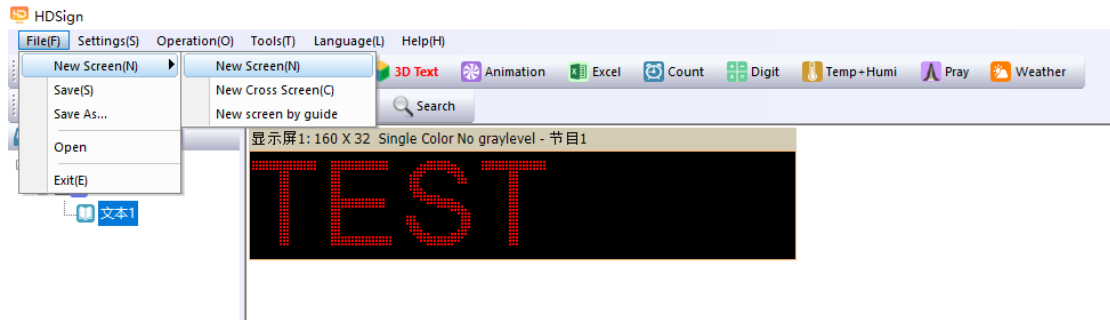 HDSign
File(F) Settings(S) Operation(O) Tools(T) Language(L) Help(H)
New Screen(N) New Screen(N) 3D Text Animation Excel Count Digit Temp+Humi Pray Weather
Save(S) New Cross Screen(C) Search
Save As... New screen by guide
显示屏1: 160 X 32 Single Color No graylevel - 节目1
Open
Exit(E)
文本1
TEST